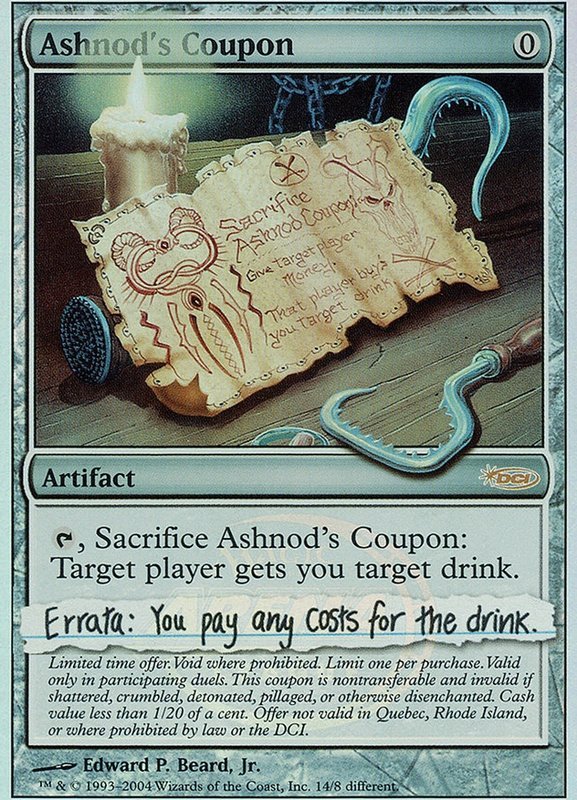 Ashnod's Coupon
0
Sacrifice
Ashnod Coupon:
Give target player
Money
That player buys
you target drink
Artifact
DCI
, Sacrifice Ashnod's Coupon:
Target player gets you target drink.
Errata: You pay any costs for the drink.
Limited time offer. Void where prohibited. Limit one per purchase. Valid
only in participating duels. This coupon is nontransferable and invalid if
shattered, crumbled, detonated, pillaged, or otherwise disenchanted. Cash
value less than 1/20 of a cent. Offer not valid in Quebec, Rhode Island,
or where prohibited by law or the DCI.
Edward P. Beard, Jr.
™ & © 1993–2004 Wizards of the Coast, Inc. 14/8 different.